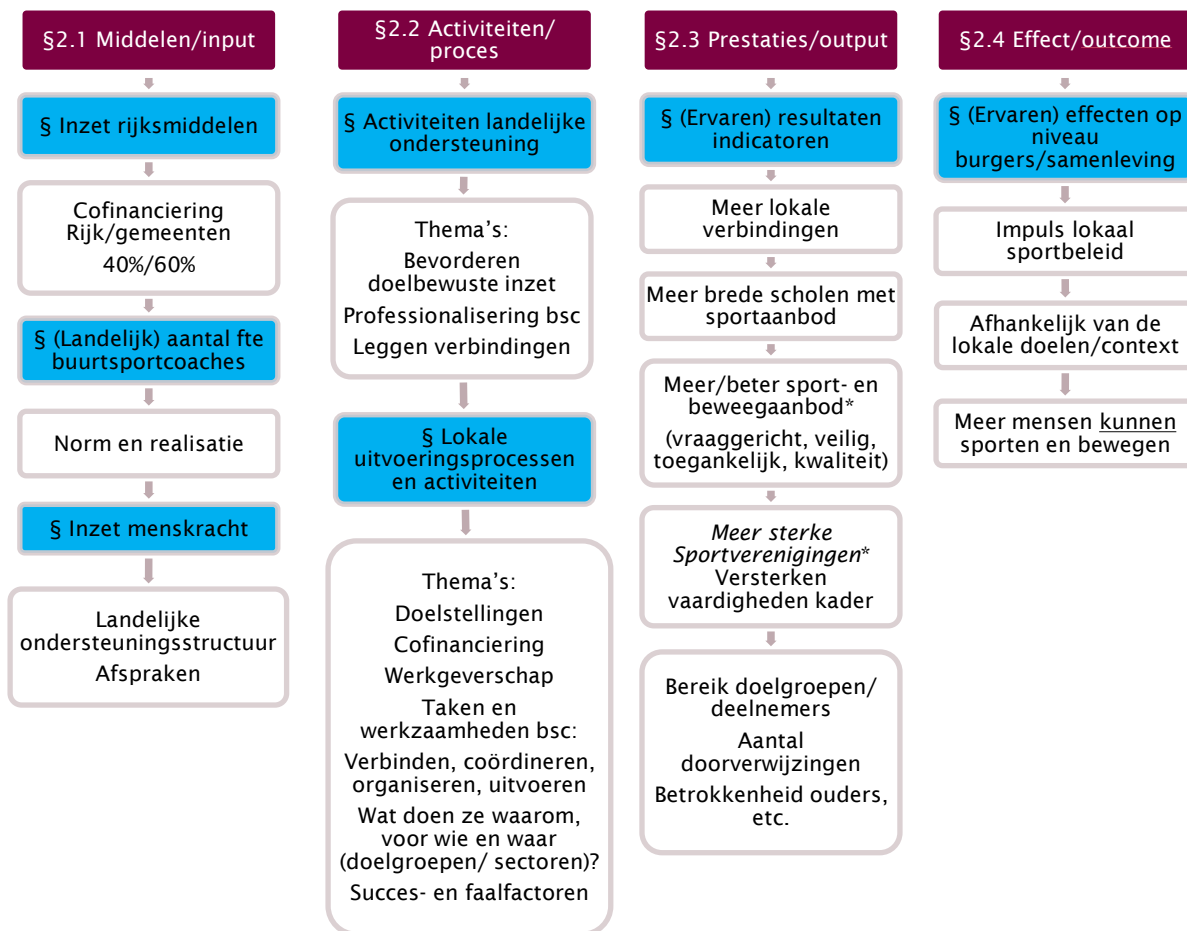 §2.1 Middelen/input
§ Inzet rijksmiddelen
Cofinanciering
Rijk/gemeenten
40%/60%
§ (Landelijk) aantal fte
buurtsportcoaches
Norm en realisatie
§ Inzet menskracht
Landelijke
ondersteuningsstructuur
Afspraken
§2.2 Activiteiten/
proces
§ Activiteiten landelijke
ondersteuning
Thema's:
Bevorderen
doelbewuste inzet
Professionalisering bsc
Leggen verbindingen
§ Lokale
uitvoeringsprocessen
en activiteiten
Thema's:
Doelstellingen
Cofinanciering
Werkgeverschap
Taken en
werkzaamheden bsc:
Verbinden, coördineren,
organiseren, uitvoeren
Wat doen ze waarom,
voor wie en waar
(doelgroepen/ sectoren)?
Succes- en faalfactoren
§2.3 Prestaties/output
§ (Ervaren) resultaten
indicatoren
Meer lokale
verbindingen
Meer brede scholen met
sportaanbod
Meer/beter sport- en
beweegaanbod*
(vraaggericht, veilig,
toegankelijk, kwaliteit)
Meer sterke
Sportverenigingen*
Versterken
vaardigheden kader
Bereik doelgroepen/
deelnemers
Aantal
doorverwijzingen
Betrokkenheid ouders,
etc.
§2.4 Effect/outcome
§ (Ervaren) effecten op
niveau
burgers/samenleving
Impuls lokaal
sportbeleid
Afhankelijk van de
lokale doelen/context
Meer mensen kunnen
sporten en bewegen